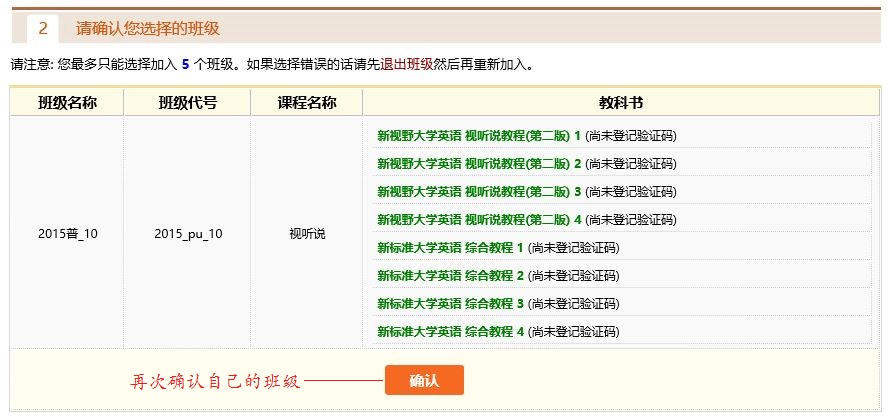 2 请确认您选择的班级
请注意: 您最多只能选择加入 5 个班级。如果选择错误的话请先退出班级然后再重新加入。
班级名称 班级代号 课程名称 教科书
新视野大学英语 视听说教程(第二版) 1 (尚未登记验证码)
新视野大学英语 视听说教程(第二版) 2 (尚未登记验证码)
新视野大学英语 视听说教程(第二版) 3 (尚未登记验证码)
新视野大学英语 视听说教程(第二版) 4 (尚未登记验证码)
2015普_10 2015_pu_10 视听说
新标准大学英语 综合教程 1 (尚未登记验证码)
新标准大学英语 综合教程 2 (尚未登记验证码)
新标准大学英语 综合教程 3 (尚未登记验证码)
新标准大学英语 综合教程 4 (尚未登记验证码)
再次确认自己的班级 确认